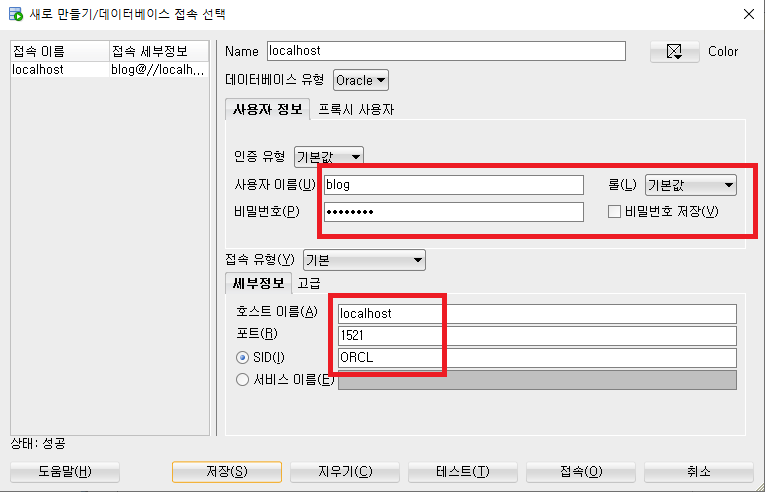 새로 만들기/데이터베이스 접속 선택
접속 이름 접속 세부정보
localhost blog@//localh...
Name localhost Color
데이터베이스 유형 Oracle
사용자 정보 프록시 사용자
인증 유형 기본값
사용자 이름(U) blog 롤(L) 기본값
비밀번호(P) •••••••• 비밀번호 저장(V)
접속 유형(Y) 기본
세부정보 고급
호스트 이름(A) localhost
포트(R) 1521
SID(I) ORCL
서비스 이름(E)
상태: 성공
도움말(H) 저장(S) 지우기(C) 테스트(T) 접속(O) 취소